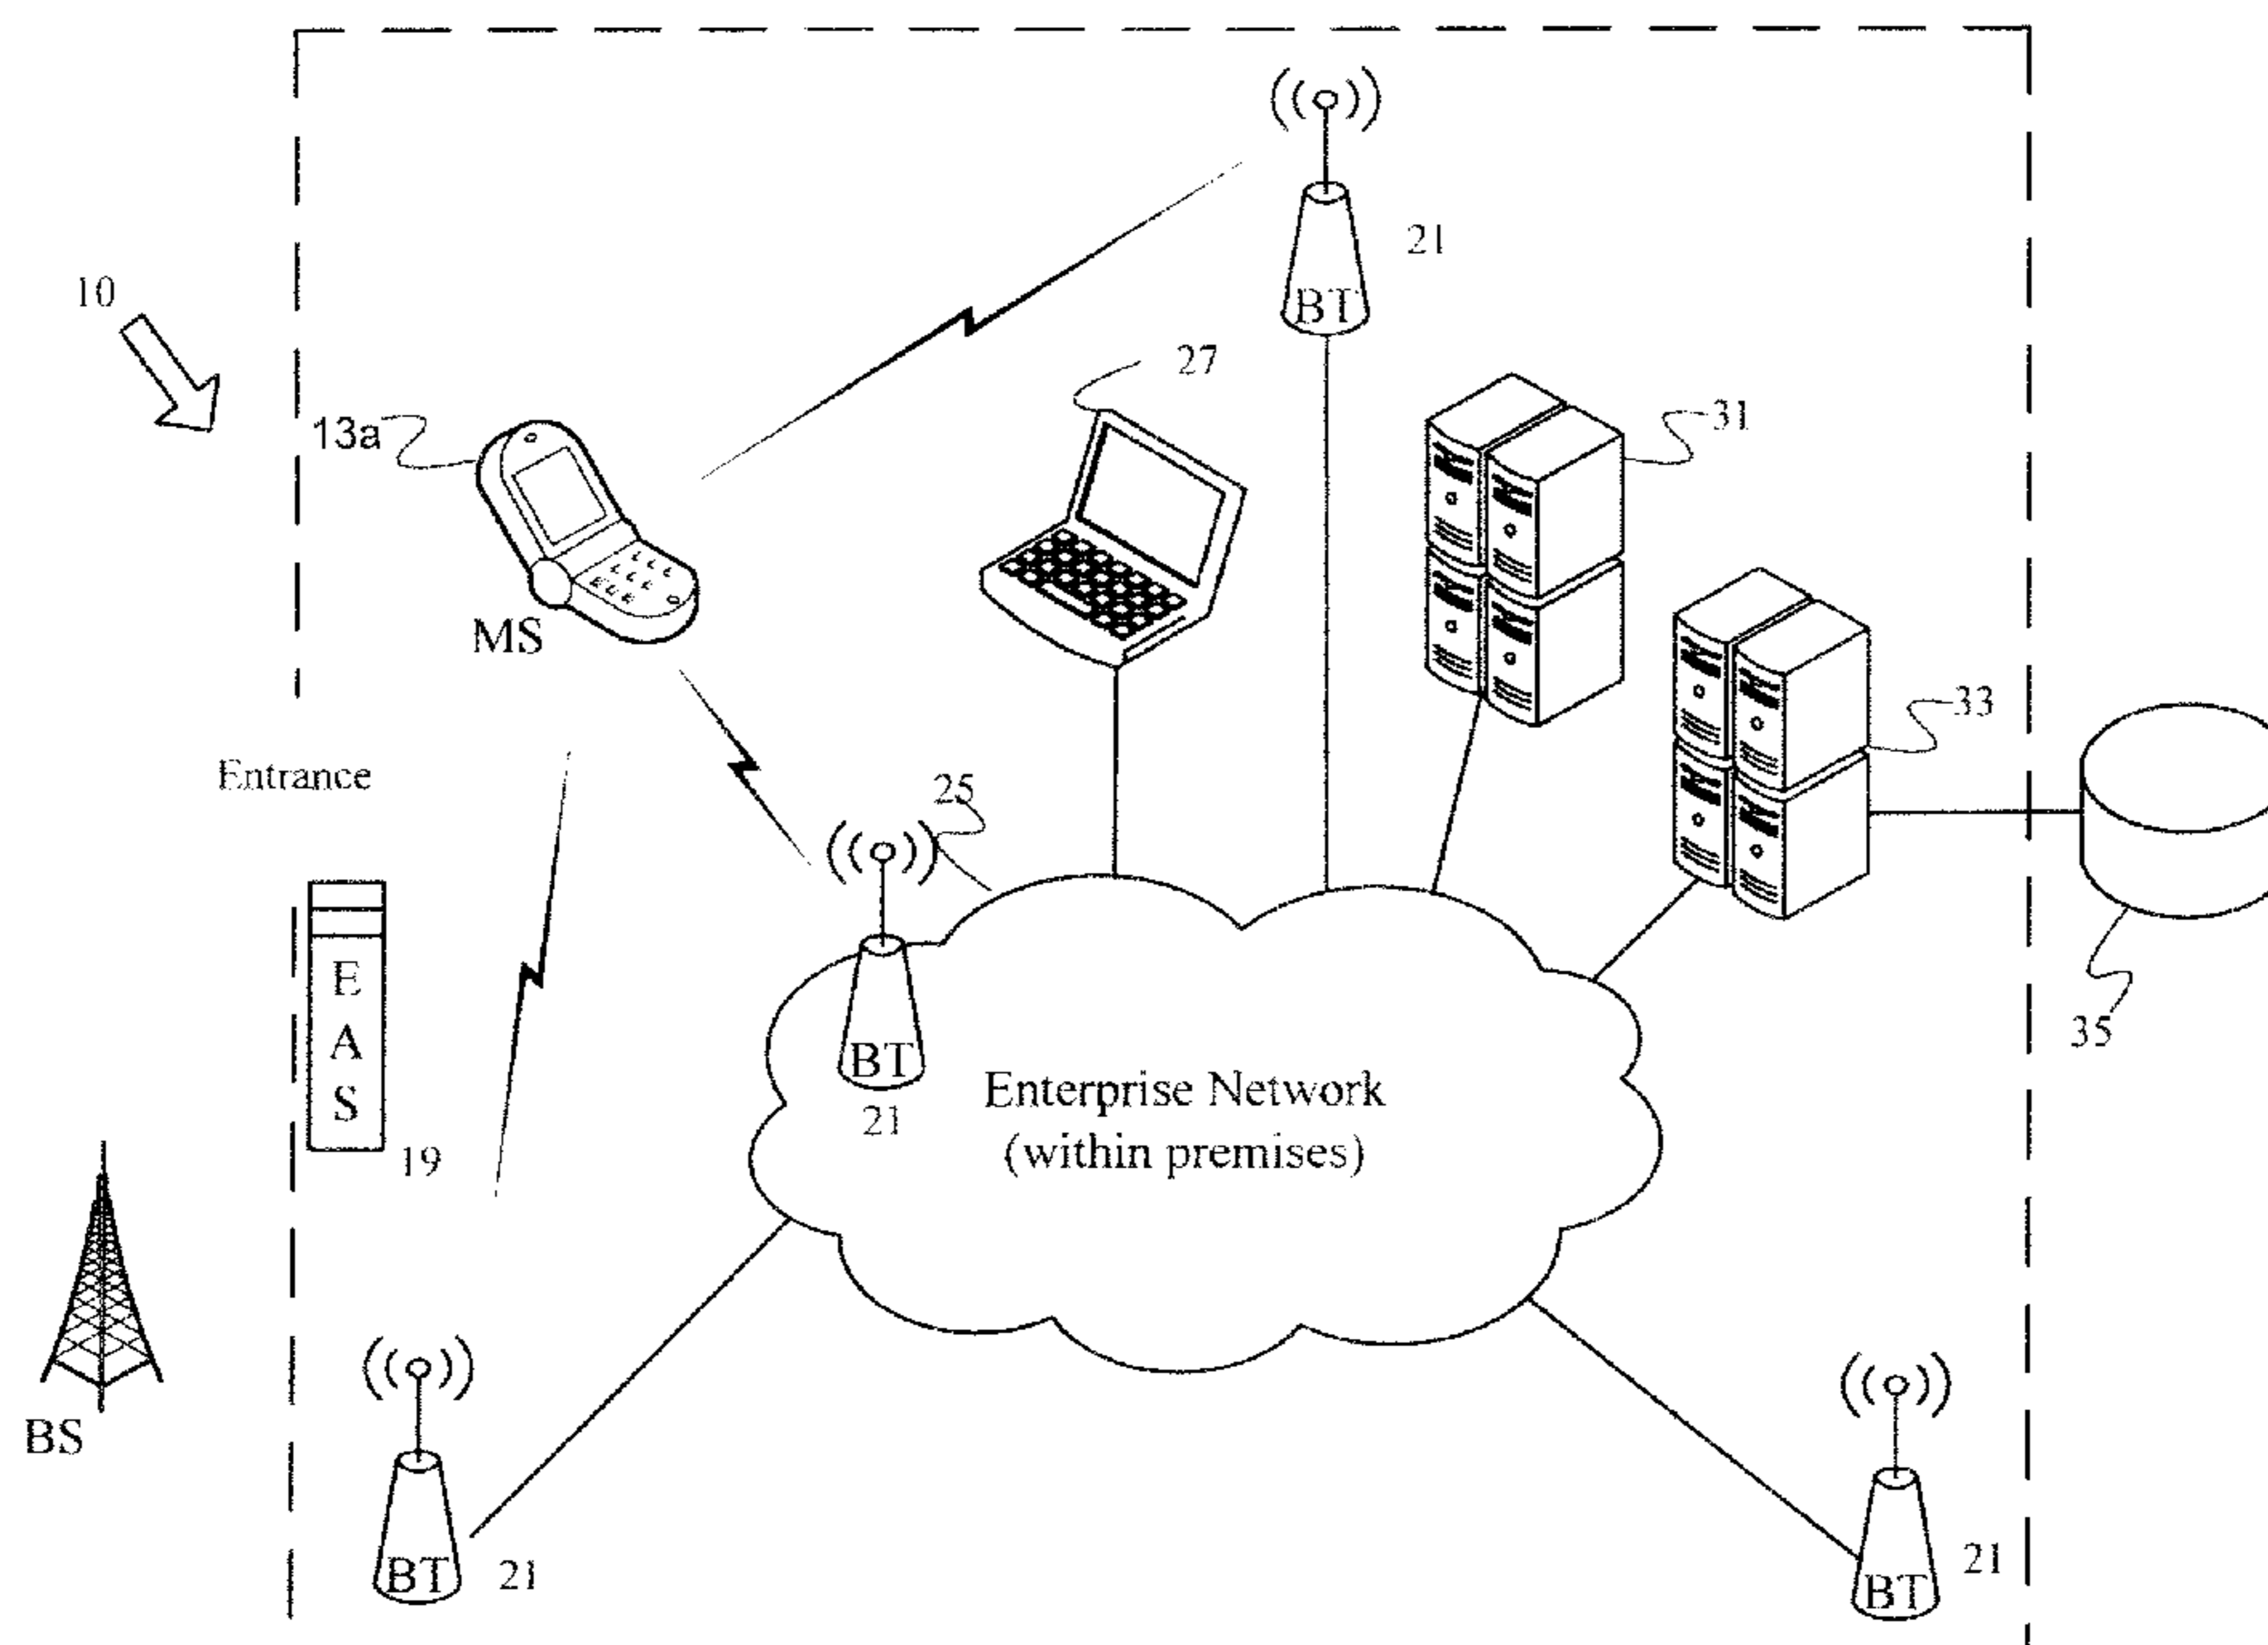 21
BT
10
27
13a
31
MS
33
Entrance
25
E
A
S
19
35
BT
21
Enterprise Network
(within premises)
BS
BT
21
BT
21